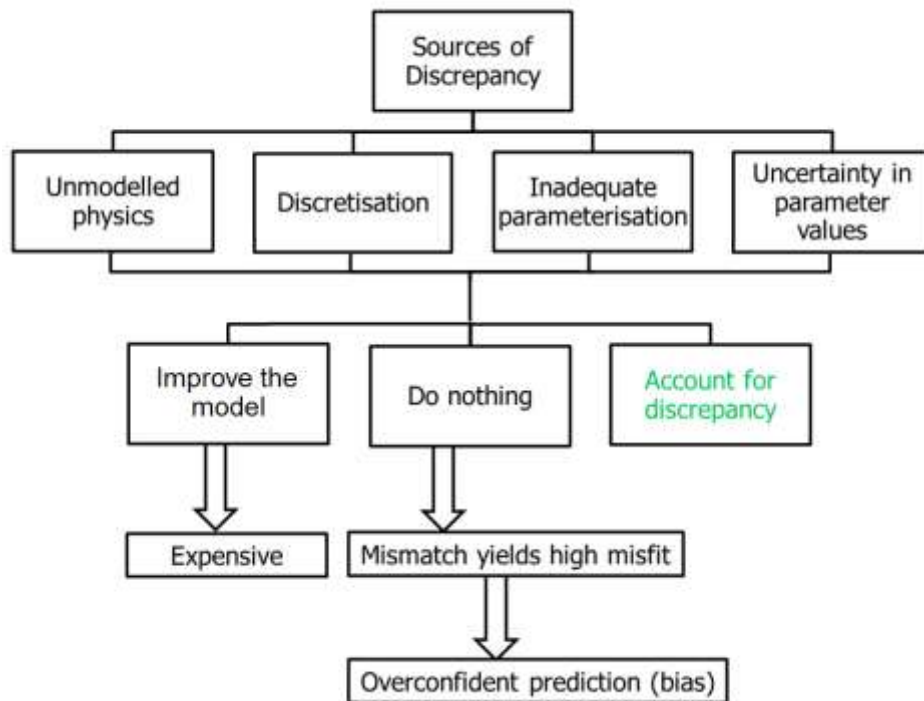 Sources of
Discrepancy
Unmodelled
physics
Discretisation
Inadequate
parameterisation
Uncertainty in
parameter
values
Improve the
model
Do nothing
Account for
discrepancy
Expensive
Mismatch yields high misfit
Overconfident prediction (bias)